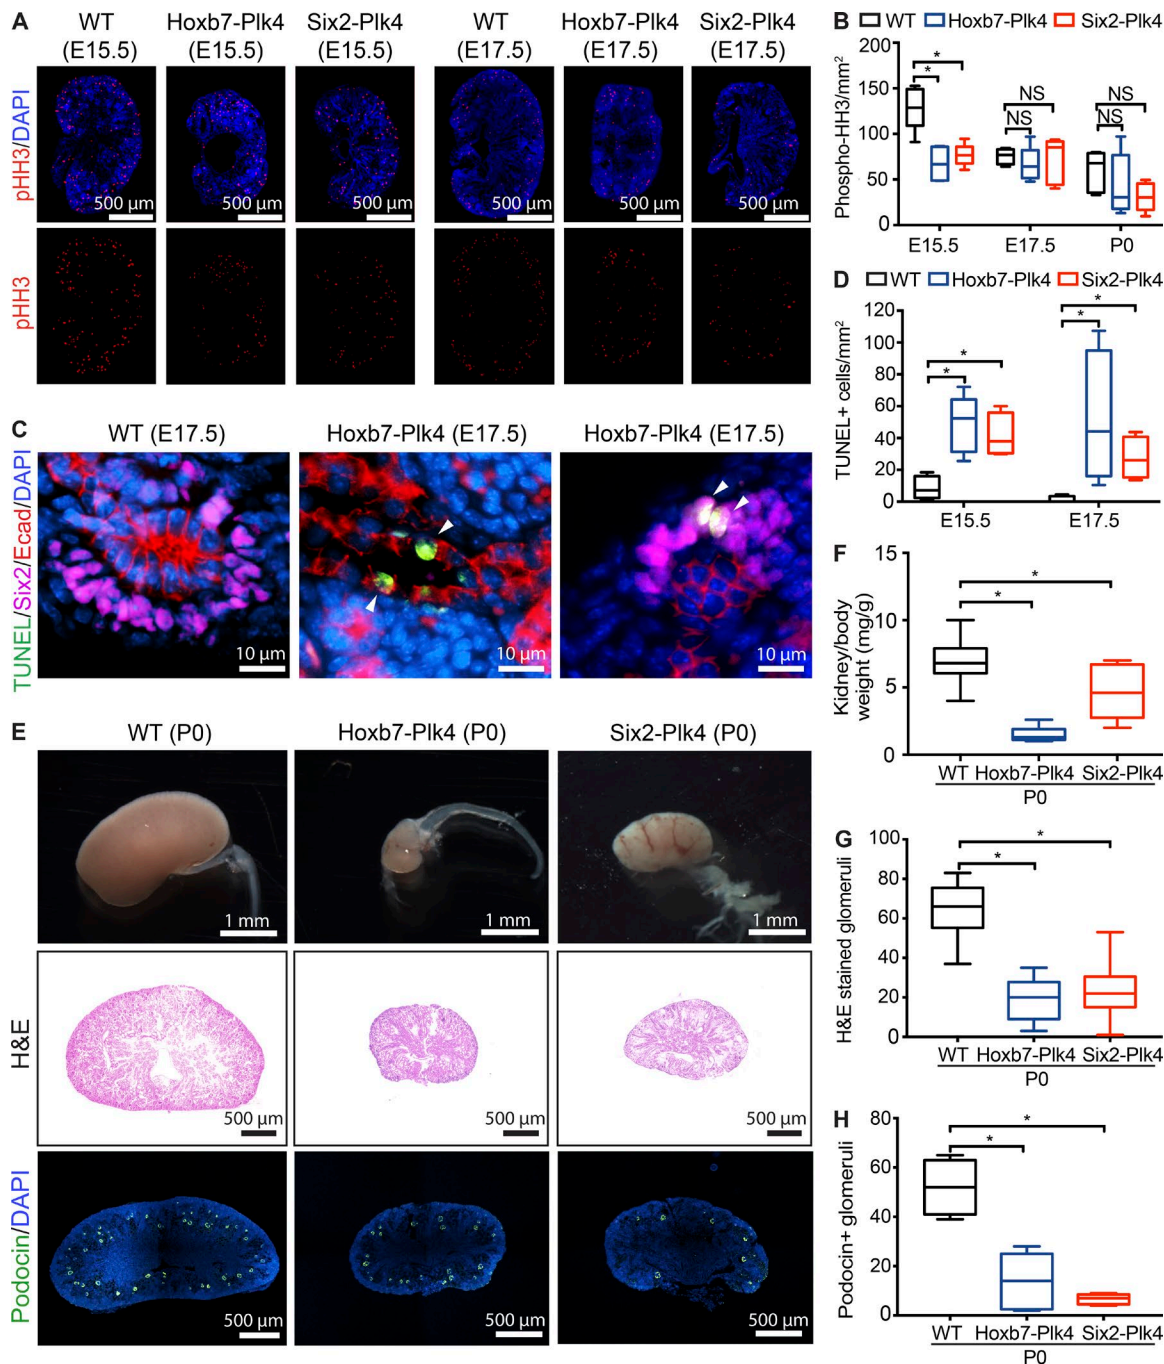 A
WT
(E15.5)
Hoxb7-Plk4
(E15.5)
Six2-Plk4
(E15.5)
WT
(E17.5)
Hoxb7-Plk4
(E17.5)
Six2-Plk4
(E17.5)
pHH3/DAPI
500 µm
500 µm
500 µm
500 µm
500 µm
500 µm
pHH3
B
WT Hoxb7-Plk4 Six2-Plk4
Phospho-HH3/mm²
200
150
100
50
0
*
*
NS
NS
NS
NS
E15.5 E17.5 P0
C
WT (E17.5)
Hoxb7-Plk4 (E17.5)
Hoxb7-Plk4 (E17.5)
TUNEL/Six2/Ecad/DAPI
10 µm
10 µm
10 µm
D
WT Hoxb7-Plk4 Six2-Plk4
TUNEL+ cells/mm²
120
100
80
60
40
20
0
*
*
*
*
E15.5 E17.5
E
WT (P0)
Hoxb7-Plk4 (P0)
Six2-Plk4 (P0)
1 mm
1 mm
1 mm
H&E
500 µm
500 µm
500 µm
Podocin/DAPI
500 µm
500 µm
500 µm
F
Kidney/body
weight (mg/g)
15
10
5
0
*
*
WT Hoxb7-Plk4 Six2-Plk4
P0
G
H&E stained glomeruli
100
80
60
40
20
0
*
*
WT Hoxb7-Plk4 Six2-Plk4
P0
H
Podocin+ glomeruli
80
60
40
20
0
*
*
WT Hoxb7-Plk4 Six2-Plk4
P0